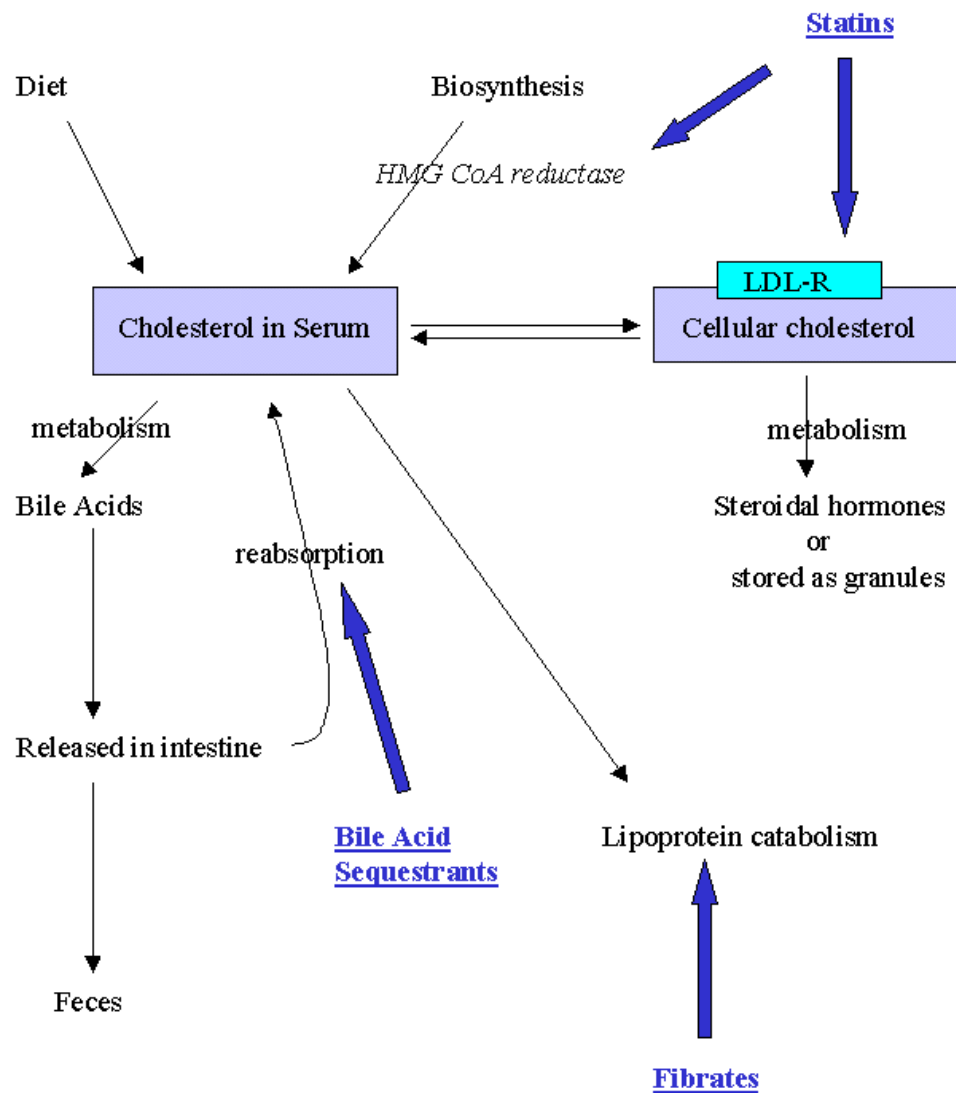 Statins
Diet
Biosynthesis
HMG CoA reductase
LDL-R
Cholesterol in Serum
Cellular cholesterol
metabolism
metabolism
Bile Acids
Steroidal hormones
or
stored as granules
reabsorption
Released in intestine
Bile Acid
Sequestrants
Lipoprotein catabolism
Feces
Fibrates